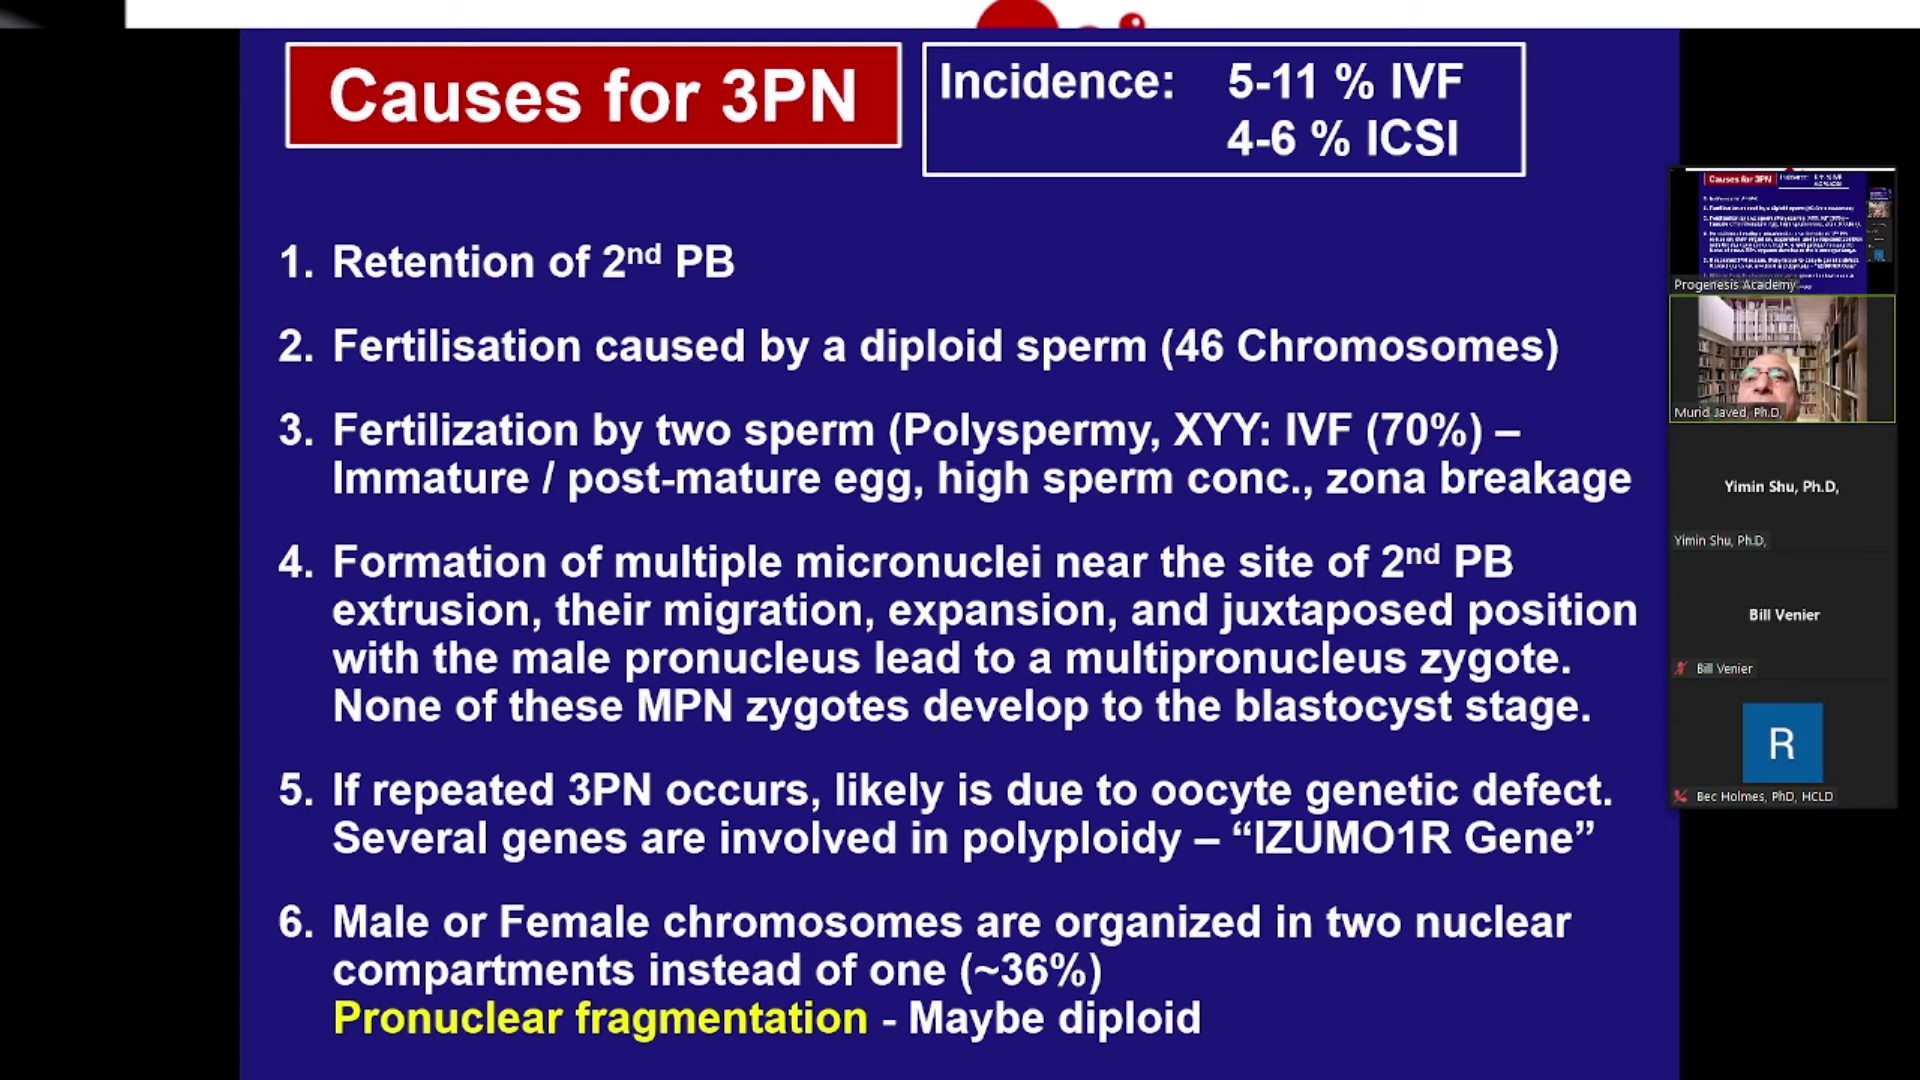 Causes for 3PN
Incidence: 5-11 % IVF
4-6 % ICSI
1. Retention of 2nd PB
2. Fertilisation caused by a diploid sperm (46 Chromosomes)
3. Fertilization by two sperm (Polyspermy, XYY: IVF (70%) –
Immature / post-mature egg, high sperm conc., zona breakage
4. Formation of multiple micronuclei near the site of 2nd PB
extrusion, their migration, expansion, and juxtaposed position
with the male pronucleus lead to a multipronucleus zygote.
None of these MPN zygotes develop to the blastocyst stage.
5. If repeated 3PN occurs, likely is due to oocyte genetic defect.
Several genes are involved in polyploidy – “IZUMO1R Gene”
6. Male or Female chromosomes are organized in two nuclear
compartments instead of one (~36%)
Pronuclear fragmentation - Maybe diploid
Causes for 3PN
Progenesis Academy
Murid Javed, Ph.D,
Yimin Shu, Ph.D,
Yimin Shu, Ph.D,
Bill Venier
Bill Venier
R
Bec Holmes, PhD, HCLD